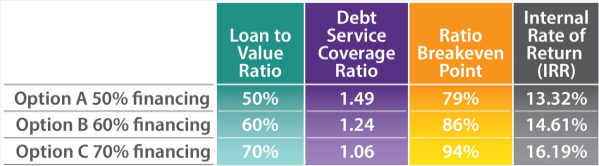 Loan to Value Ratio
Debt Service Coverage Ratio
Ratio Breakeven Point
Internal Rate of Return (IRR)
Option A 50% financing 50% 1.49 79% 13.32%
Option B 60% financing 60% 1.24 86% 14.61%
Option C 70% financing 70% 1.06 94% 16.19%